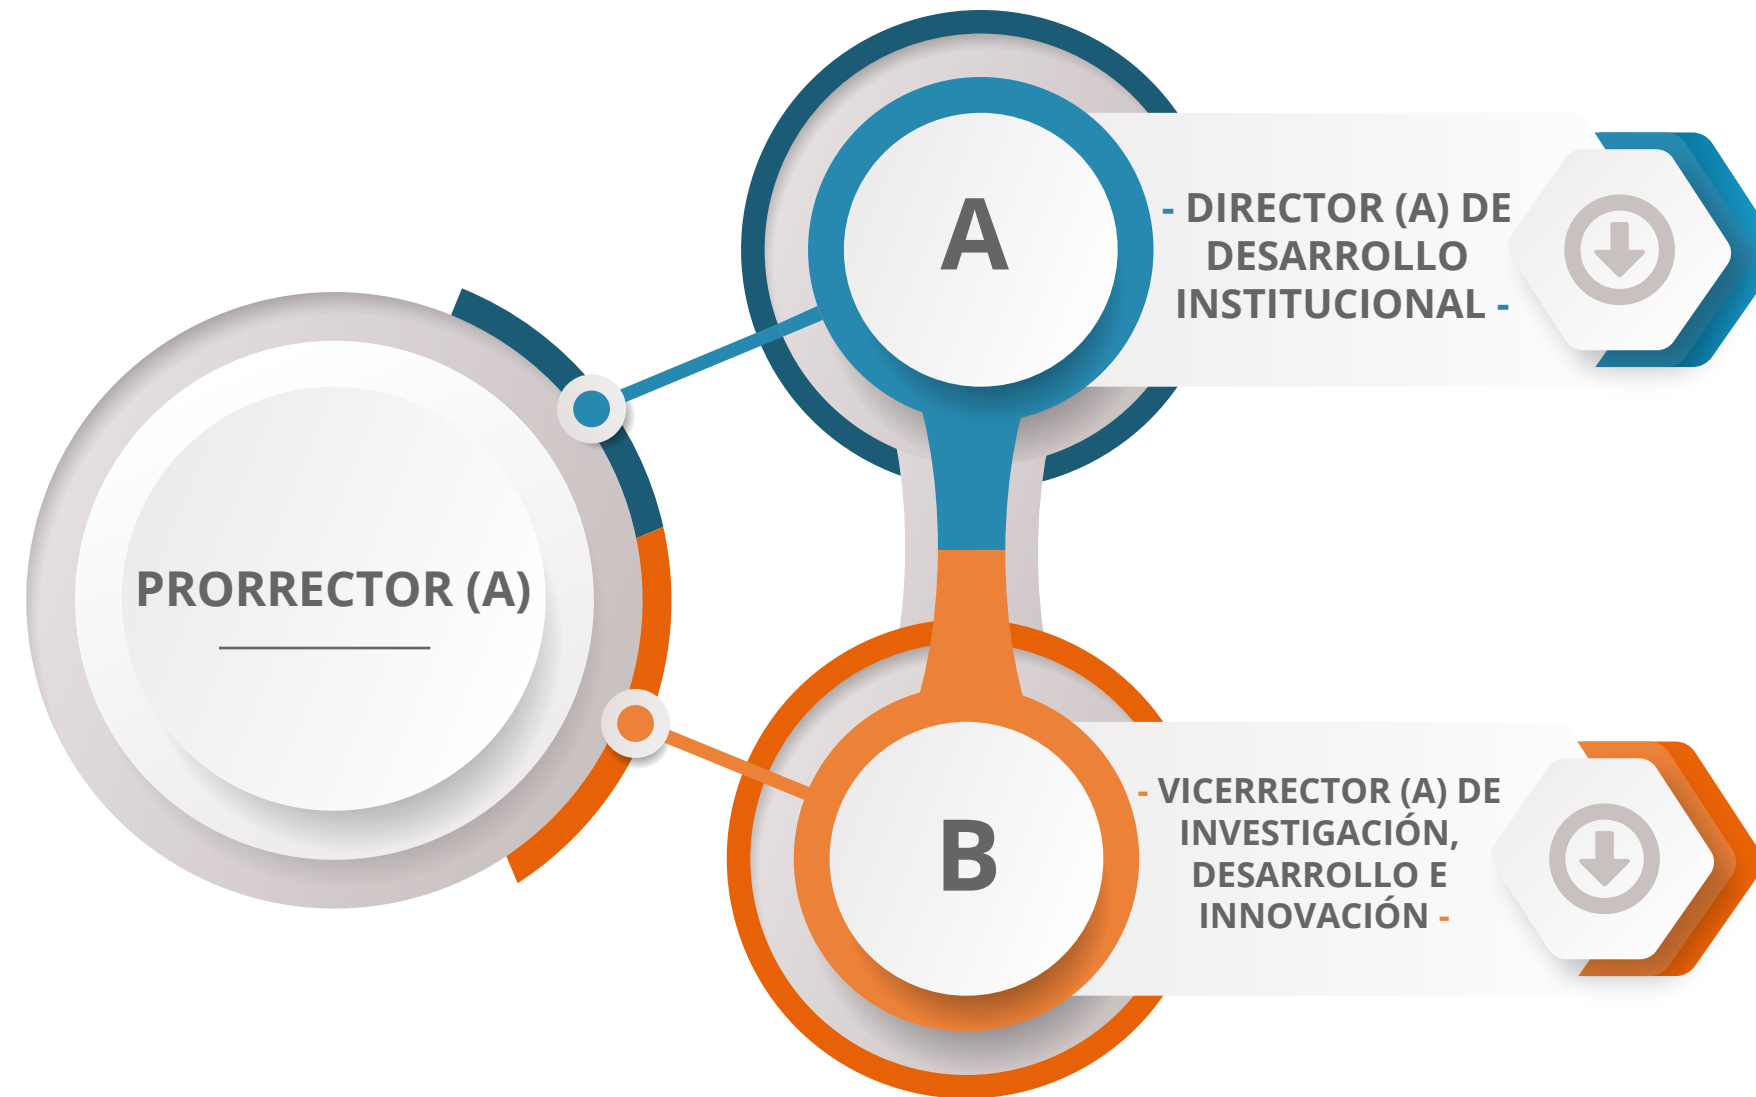 PRORRECTOR (A)
A
- DIRECTOR (A) DE
DESARROLLO
INSTITUCIONAL -
B
- VICERRECTOR (A) DE
INVESTIGACIÓN,
DESARROLLO E
INNOVACIÓN -